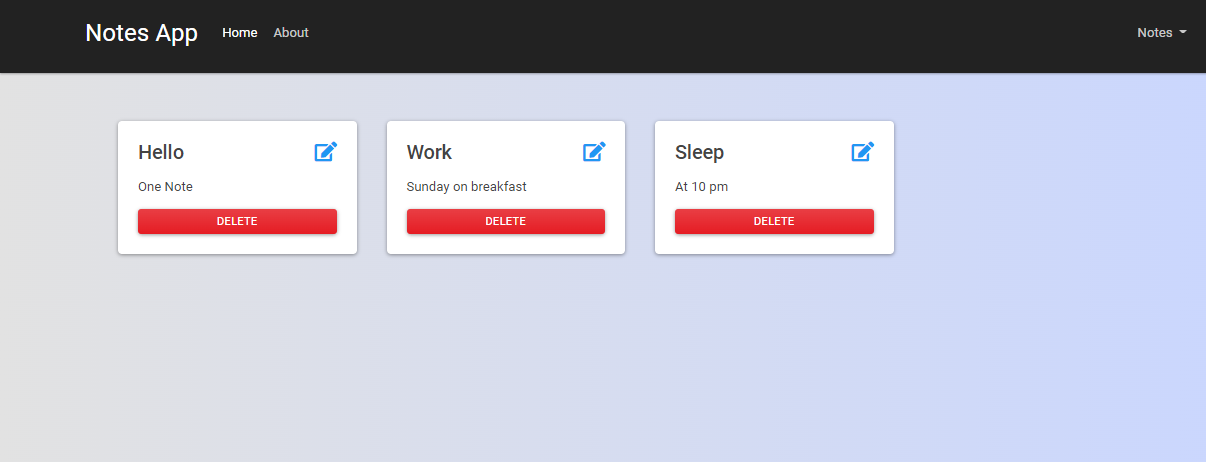 Notes App Home About Notes
Hello
One Note
DELETE
Work
Sunday on breakfast
DELETE
Sleep
At 10 pm
DELETE